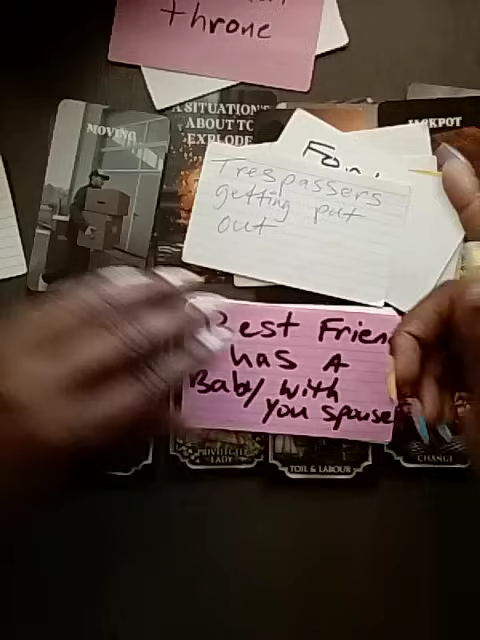 throne
MOVING
A SITUATION'S
ABOUT TO
EXPLODE
JACKPOT
Trespassers
getting put
out
Best Frien
has A
Baby with
you spouse
PRIVILEGED
LADY
TOIL & LABOUR
CHANGE